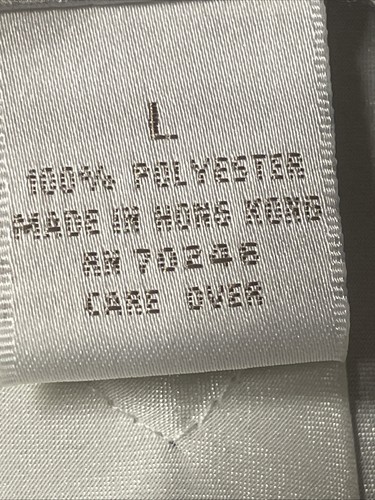 L
100% POLYESTER
MADE IN HONG KONG
RN 70246
CARE OVER